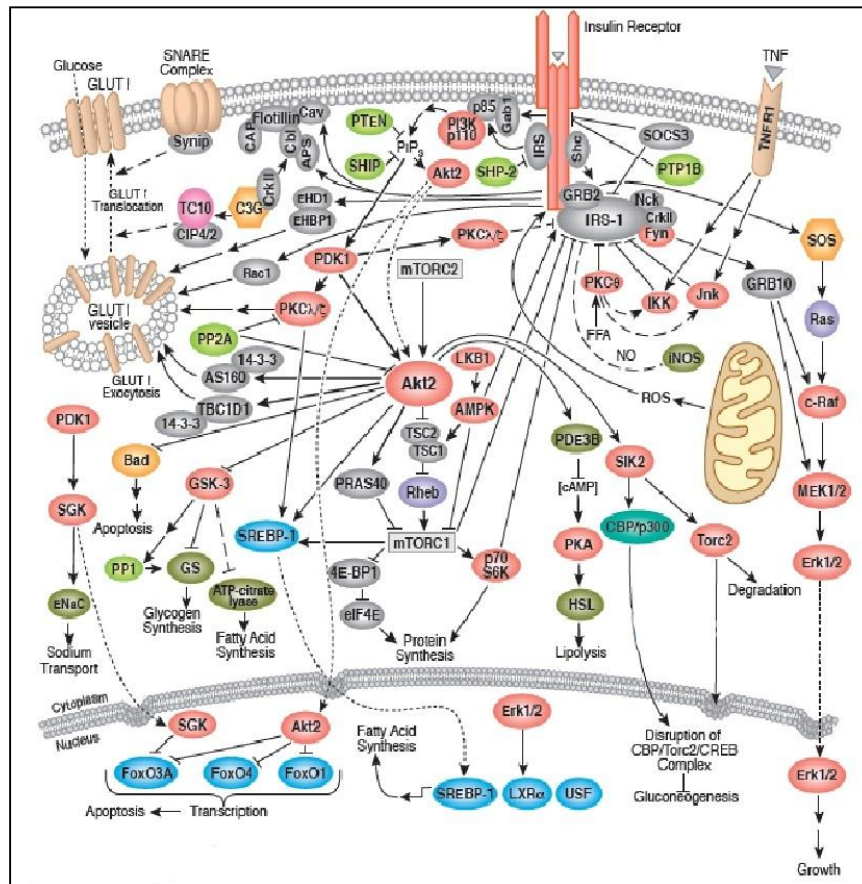 Insulin Receptor
TNF
Glucose
GLUT4
SNARE
Complex
Synip
CAP
Flotillin
Cav
Cbl
APS
CrkII
PTEN
SHIP
PIP3
Akt2
PI3K
p110
p85
Gab1
SHP-2
IRS
Shc
SOCS3
PTP1B
TNFR1
GLUT4
Translocation
TC10
C3G
CIP4/2
EHD1
EHBP1
GRB2
IRS-1
Nck
CrkII
Fyn
SOS
PKCλ/ζ
PDK1
Rac1
mTORC2
PKCθ
IKK
Jnk
GRB10
GLUT4
vesicle
PKCλ/ζ
FFA
Ras
PP2A
NO
iNOS
14-3-3
AS160
Akt2
LKB1
GLUT4
Exocytosis
TBC1D1
14-3-3
AMPK
ROS
c-Raf
PDK1
TSC2
TSC1
Bad
GSK-3
PRAS40
Rheb
PDE3B
SIK2
[cAMP]
MEK1/2
SGK
Apoptosis
SREBP-1
mTORC1
CBP/p300
Torc2
PKA
PP1
GS
ATP-citrate
lyase
4E-BP1
p70
S6K
Erk1/2
eNaC
Glycogen
Synthesis
eIF4E
HSL
Degradation
Sodium
Transport
Fatty Acid
Synthesis
Protein
Synthesis
Lipolysis
Cytoplasm
Nucleus
SGK
Akt2
Fatty Acid
Synthesis
Erk1/2
Disruption of
CBP/Torc2/CREB
Complex
FoxO3A
FoxO4
FoxO1
SREBP-1
LXRα
USF
Gluconeogenesis
Erk1/2
Apoptosis
Transcription
Growth